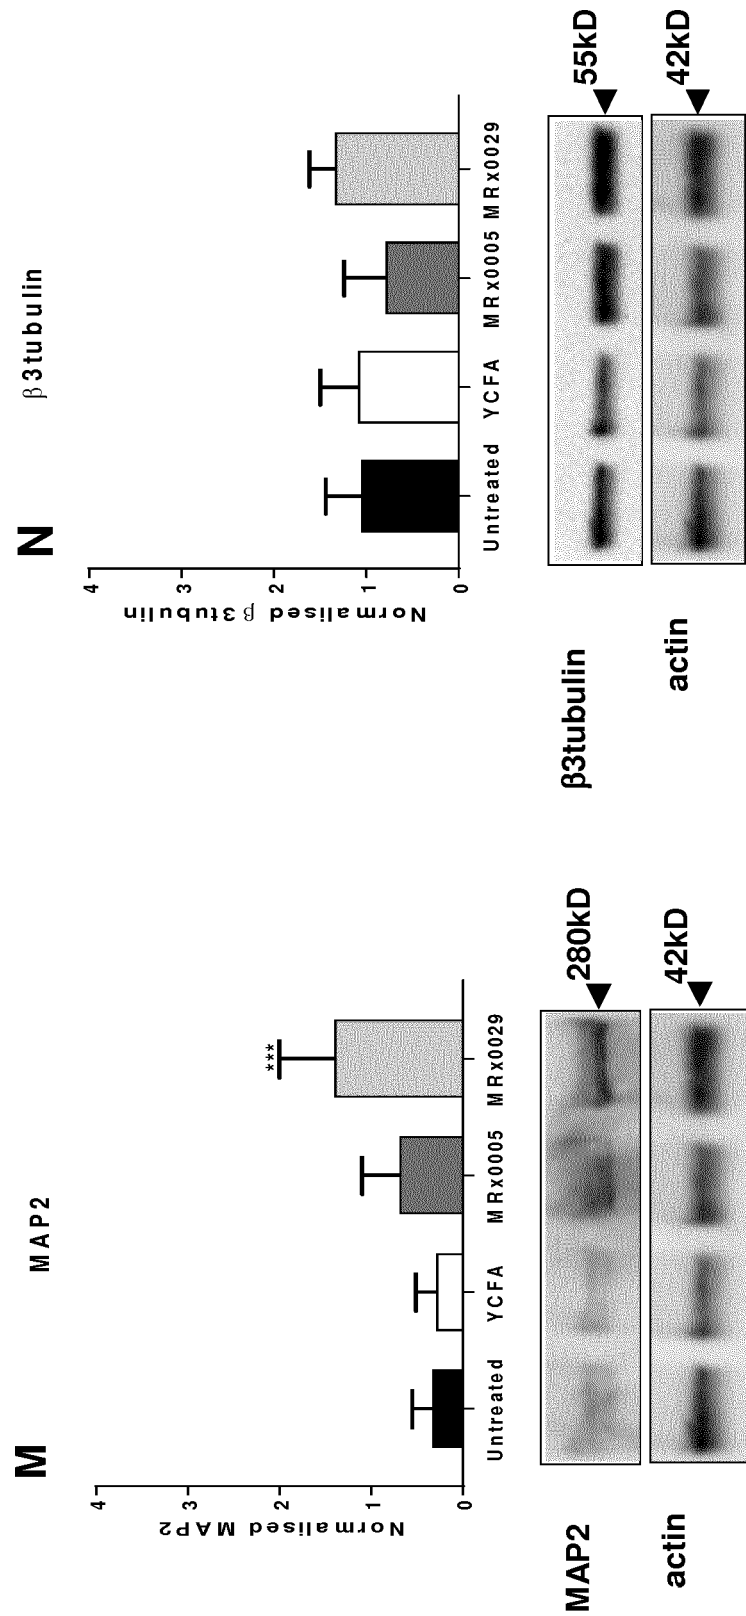 M
MAP2
Normalised MAP2
4
3
2
1
0
***
Untreated
YCFA
MRx0005
MRx0029
MAP2
280kD
actin
42kD
N
β3tubulin
Normalised β3tubulin
4
3
2
1
0
Untreated
YCFA
MRx0005
MRx0029
β3tubulin
55kD
actin
42kD